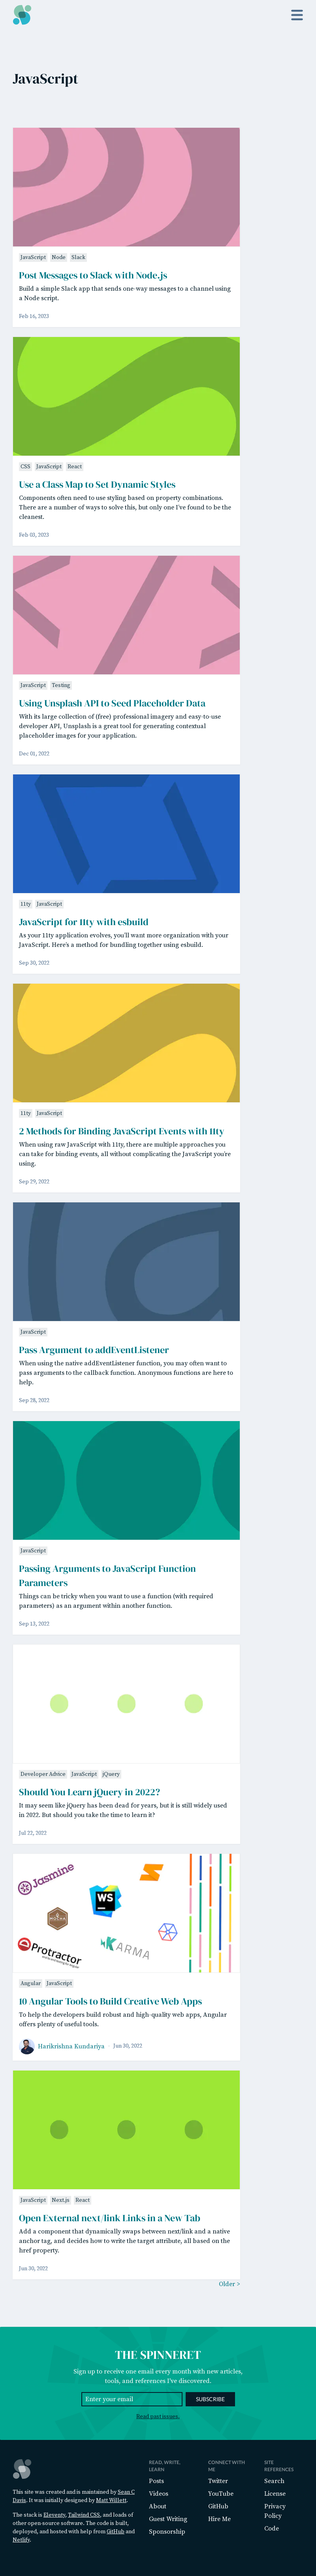 JavaScript
JavaScript Node Slack
Post Messages to Slack with Node.js
Build a simple Slack app that sends one-way messages to a channel using
a Node script.
Feb 16, 2023
CSS JavaScript React
Use a Class Map to Set Dynamic Styles
Components often need to use styling based on property combinations.
There are a number of ways to solve this, but only one I've found to be the
cleanest.
Feb 03, 2023
JavaScript Testing
Using Unsplash API to Seed Placeholder Data
With its large collection of (free) professional imagery and easy-to-use
developer API, Unsplash is a great tool for generating contextual
placeholder images for your application.
Dec 01, 2022
11ty JavaScript
JavaScript for 11ty with esbuild
As your 11ty application evolves, you'll want more organization with your
JavaScript. Here's a method for bundling together using esbuild.
Sep 30, 2022
11ty JavaScript
2 Methods for Binding JavaScript Events with 11ty
When using raw JavaScript with 11ty, there are multiple approaches you
can take for binding events, all without complicating the JavaScript you're
using.
Sep 29, 2022
JavaScript
Pass Argument to addEventListener
When using the native addEventListener function, you may often want to
pass arguments to the callback function. Anonymous functions are here to
help.
Sep 28, 2022
JavaScript
Passing Arguments to JavaScript Function
Parameters
Things can be tricky when you want to use a function (with required
parameters) as an argument within another function.
Sep 13, 2022
Developer Advice JavaScript jQuery
Should You Learn jQuery in 2022?
It may seem like jQuery has been dead for years, but it is still widely used
in 2022. But should you take the time to learn it?
Jul 22, 2022
Jasmine
WS
KARMA
Protractor
Angular JavaScript
10 Angular Tools to Build Creative Web Apps
To help the developers build robust and high-quality web apps, Angular
offers plenty of useful tools.
Harikrishna Kundariya Jun 30, 2022
JavaScript Next.js React
Open External next/link Links in a New Tab
Add a component that dynamically swaps between next/link and a native
anchor tag, and decides how to write the target attribute, all based on the
href property.
Jun 30, 2022
Older >
THE SPINNERET
Sign up to receive one email every month with new articles,
tools, and references I've discovered.
Enter your email SUBSCRIBE
Read past issues.
This site was created and is maintained by Sean C
Davis. It was initially designed by Matt Willett.
The stack is Eleventy, Tailwind CSS, and loads of
other open-source software. The code is built,
deployed, and hosted with help from GitHub and
Netlify.
READ, WRITE,
LEARN
Posts
Videos
About
Guest Writing
Sponsorship
CONNECT WITH
ME
Twitter
YouTube
GitHub
Hire Me
SITE
REFERENCES
Search
License
Privacy
Policy
Code